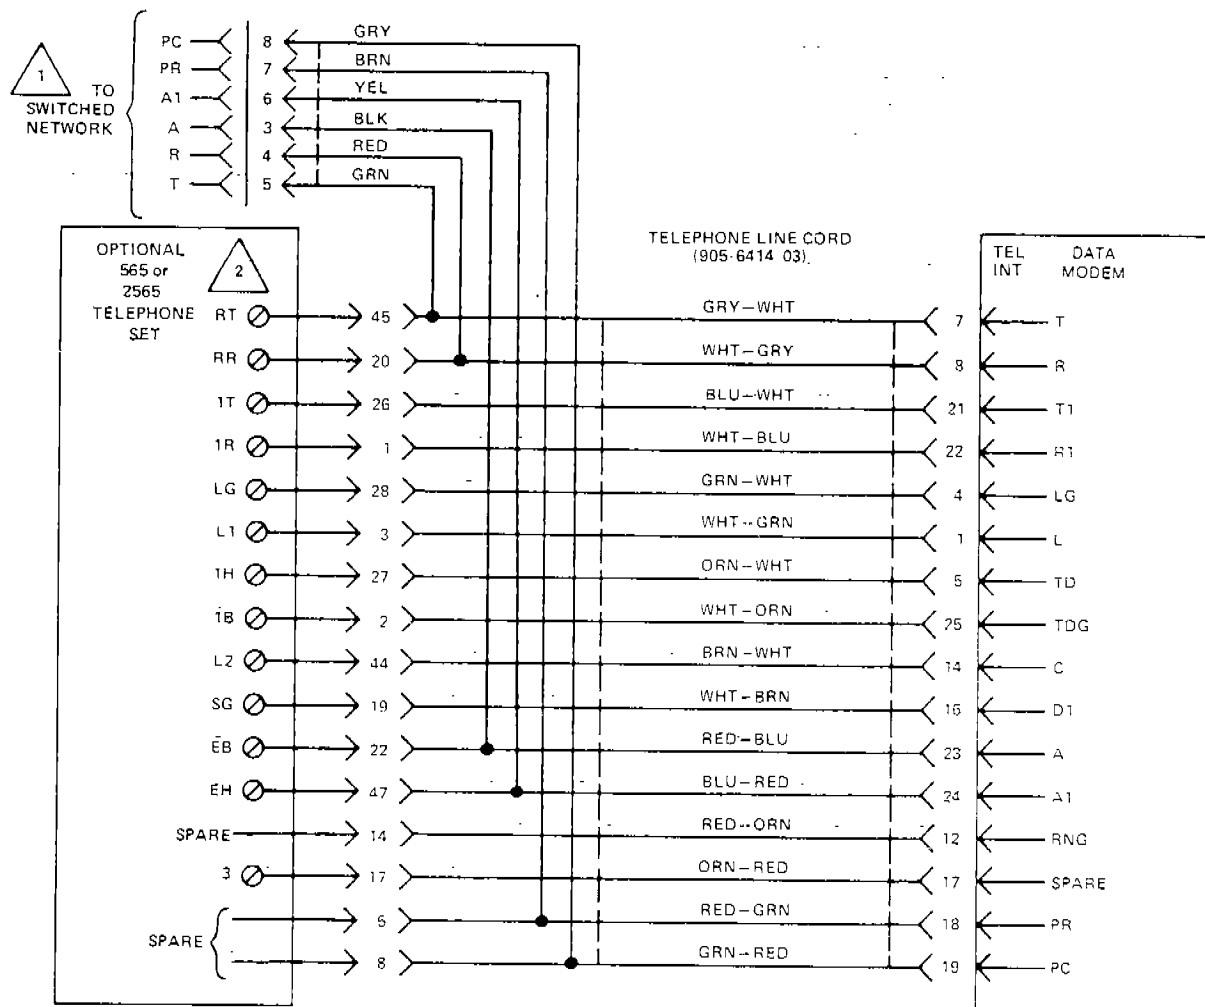 1
TO
SWITCHED
NETWORK
PC 8 GRY
PR 7 BRN
A1 6 YEL
A 3 BLK
R 4 RED
T 5 GRN
OPTIONAL
565 or
2565
TELEPHONE
SET
2
TELEPHONE LINE CORD
(905-6414 03)
TEL
INT
DATA
MODEM
RT 45 GRY-WHT 7 T
RR 20 WHT-GRY 8 R
1T 26 BLU-WHT 21 T1
1R 1 WHT-BLU 22 R1
LG 28 GRN-WHT 4 LG
L1 3 WHT-GRN 1 L
1H 27 ORN-WHT 5 TD
1B 2 WHT-ORN 25 TDG
L2 44 BRN-WHT 14 C
SG 19 WHT-BRN 16 D1
EB 22 RED-BLU 23 A
EH 47 BLU-RED 24 A1
SPARE 14 RED-ORN 12 RNG
3 17 ORN-RED 17 SPARE
SPARE
6 RED-GRN 18 PR
8 GRN-RED 19 PC